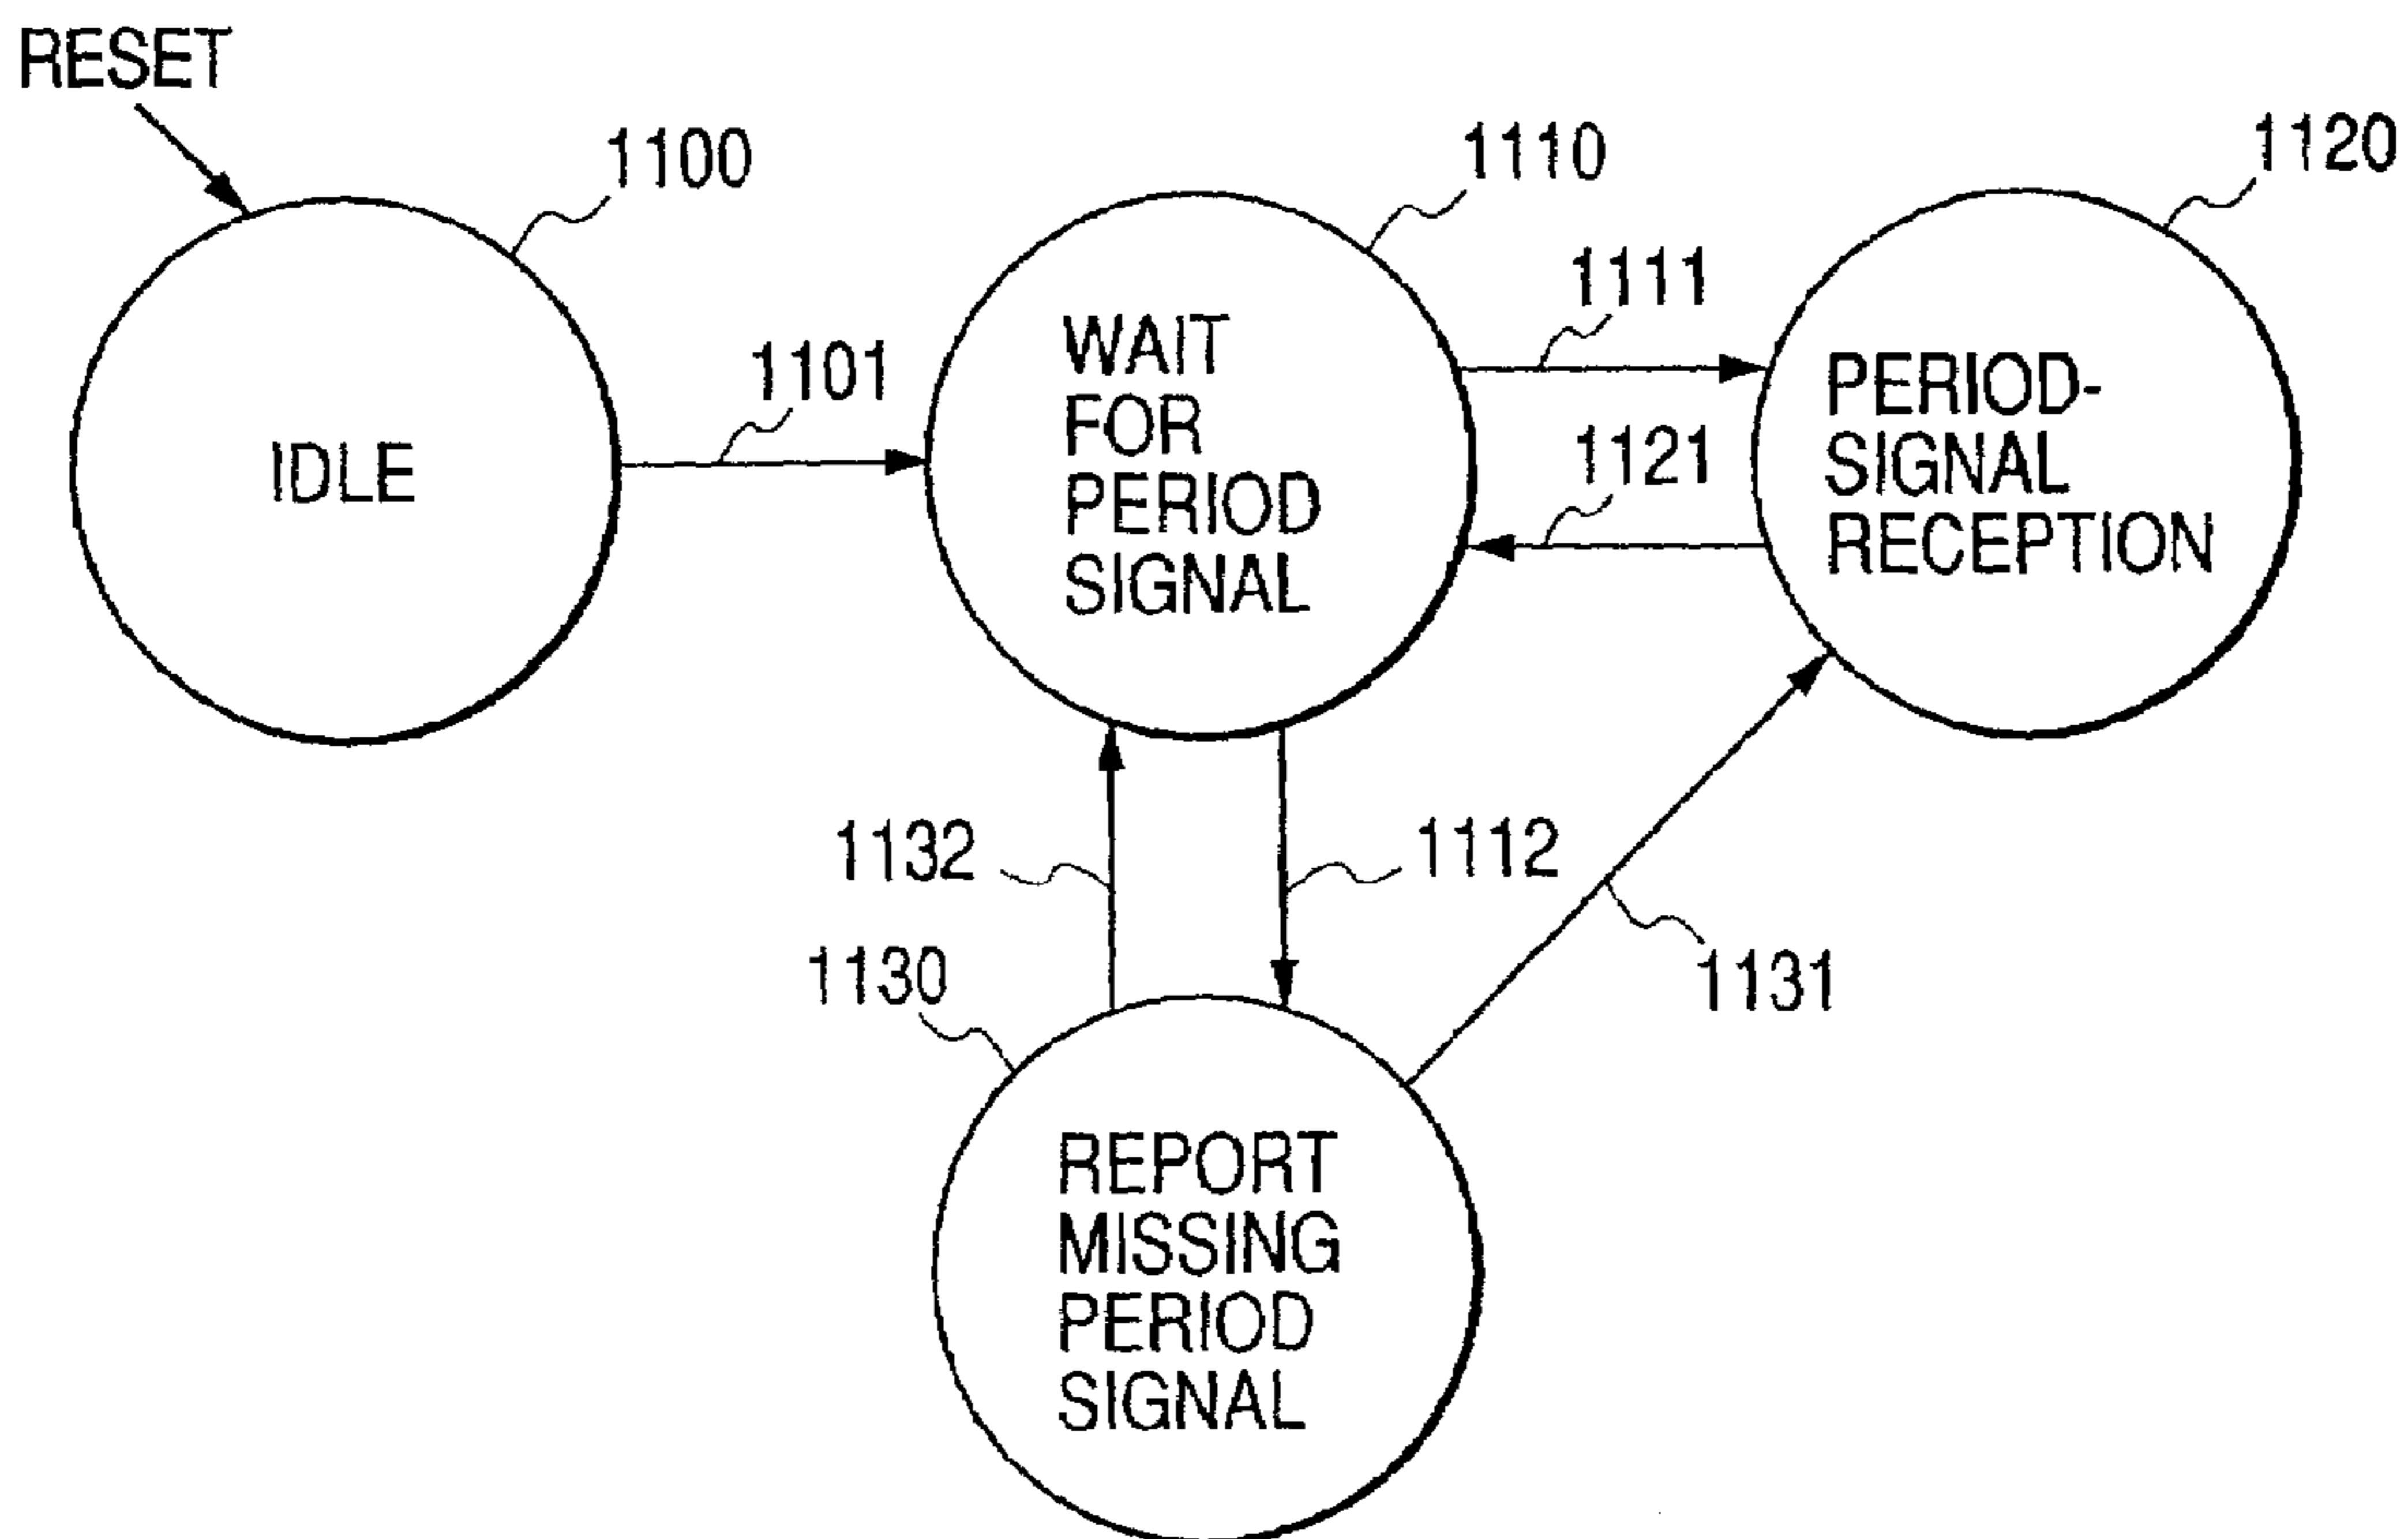 RESET
1100
1110
1120
IDLE
1101
WAIT
FOR
PERIOD
SIGNAL
1111
1121
PERIOD-
SIGNAL
RECEPTION
1132
1112
1130
1131
REPORT
MISSING
PERIOD
SIGNAL